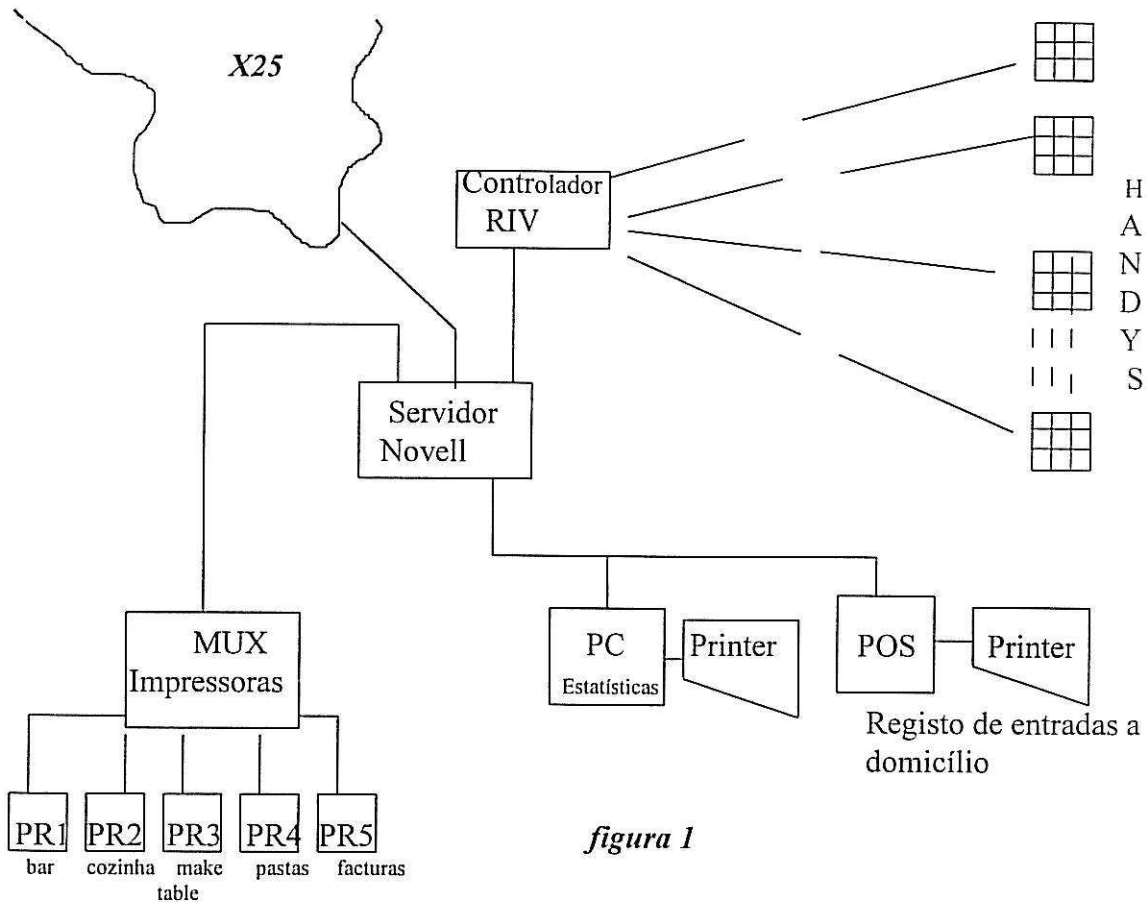 X25
Controlador
RIV
H
A
N
D
Y
S
Servidor
Novell
MUX
Impressoras
PC
Estatísticas
Printer
POS
Printer
Registo de entradas a
domicílio
PR1
PR2
PR3
PR4
PR5
bar
cozinha
make
table
pastas
facturas
figura 1